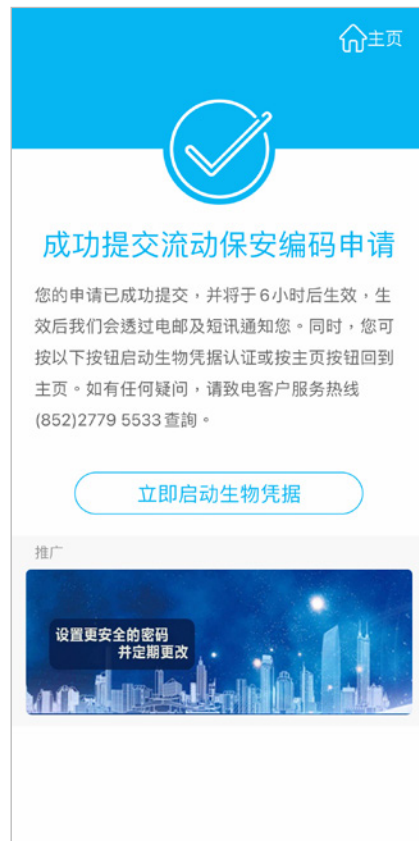 主页
成功提交流动保安编码申请
您的申请已成功提交，并将于6小时后生效，生
效后我们会透过电邮及短讯通知您。同时，您可
按以下按钮启动生物凭据认证或按主页按钮回到
主页。如有任何疑问，请致电客户服务热线
(852)2779 5533查詢。
立即启动生物凭据
推广
设置更安全的密码
并定期更改